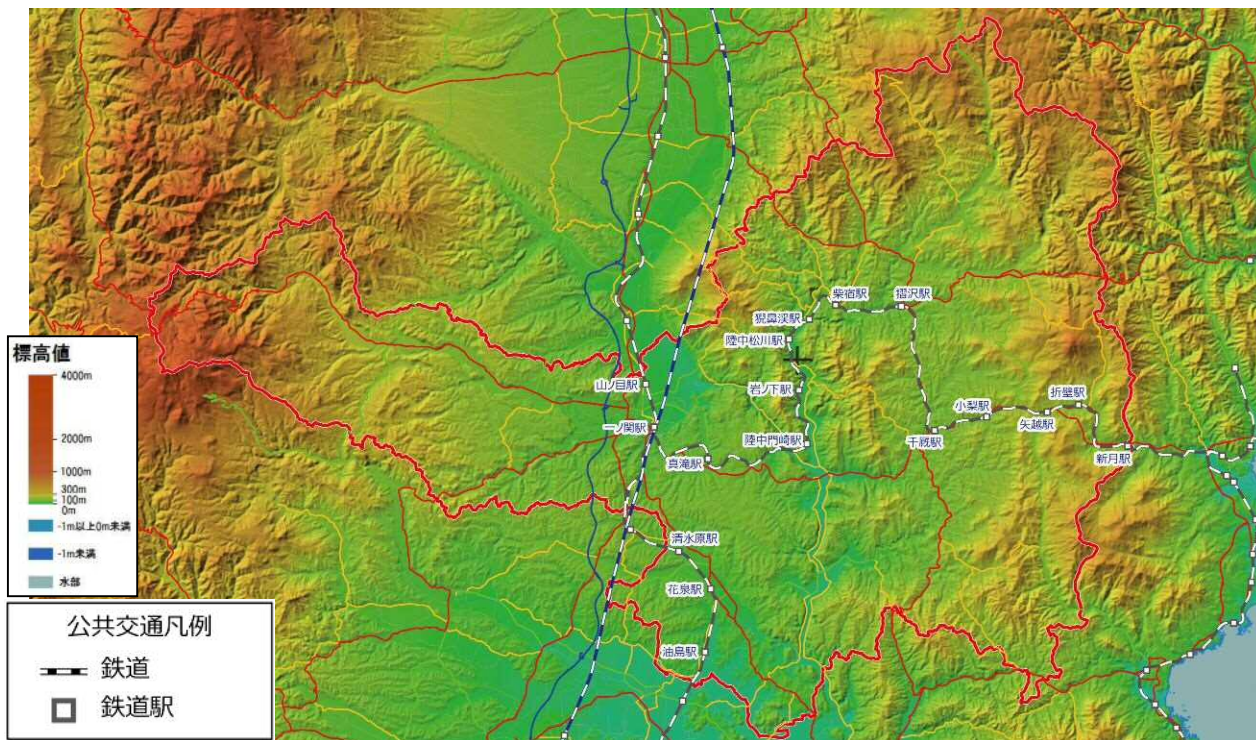 柴宿駅
摺沢駅
猊鼻渓駅
陸中松川駅
岩ノ下駅
山ノ目駅
一ノ関駅
真滝駅
陸中門崎駅
千厩駅
小梨駅
矢越駅
折壁駅
新月駅
清水原駅
花泉駅
油島駅
標高値
4000m
2000m
1000m
300m
100m
0m
-1m以上0m未満
-1m未満
水部
公共交通凡例
鉄道
鉄道駅